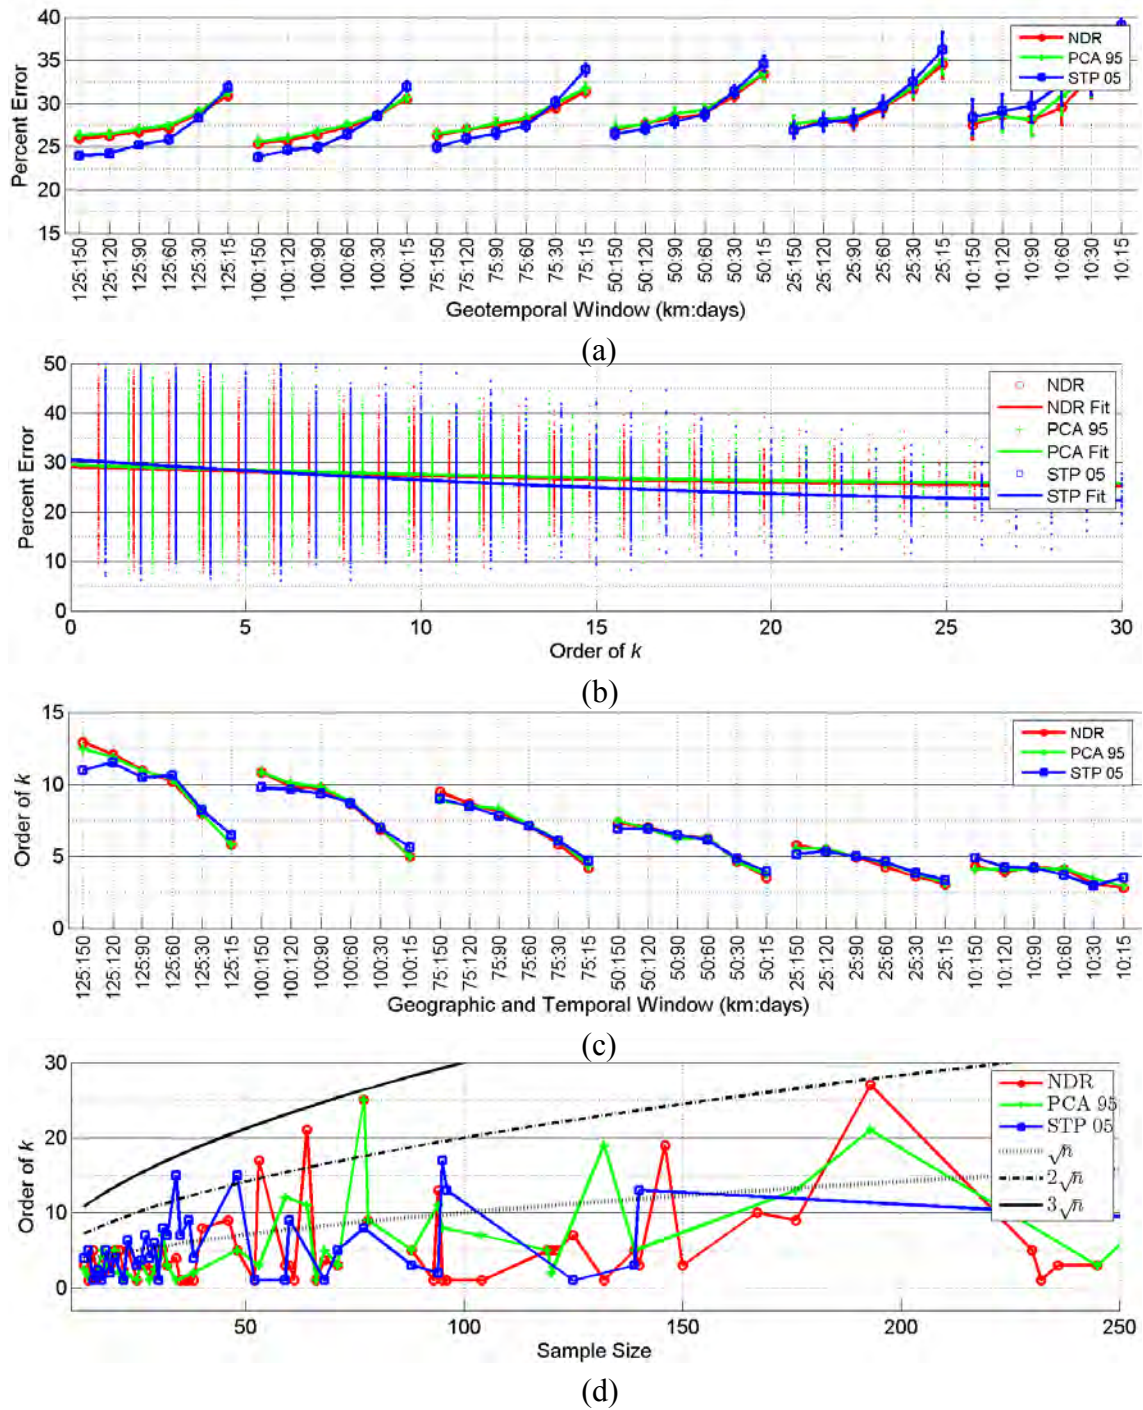 40
35
30
25
20
15
Percent Error
NDR
PCA 95
STP 05
125:150
125:120
125:90
125:60
125:30
125:15
100:150
100:120
100:90
100:60
100:30
100:15
75:150
75:120
75:90
75:60
75:30
75:15
50:150
50:120
50:90
50:60
50:30
50:15
25:150
25:120
25:90
25:60
25:30
25:15
10:150
10:120
10:90
10:60
10:30
10:15
Geotemporal Window (km:days)
(a)
50
40
30
20
10
0
Percent Error
NDR
NDR Fit
PCA 95
PCA Fit
STP 05
STP Fit
0 5 10 15 20 25 30
Order of k
(b)
15
10
5
0
Order of k
NDR
PCA 95
STP 05
125:150
125:120
125:90
125:60
125:30
125:15
100:150
100:120
100:90
100:60
100:30
100:15
75:150
75:120
75:90
75:60
75:30
75:15
50:150
50:120
50:90
50:60
50:30
50:15
25:150
25:120
25:90
25:60
25:30
25:15
10:150
10:120
10:90
10:60
10:30
10:15
Geographic and Temporal Window (km:days)
(c)
30
20
10
0
Order of k
NDR
PCA 95
STP 05
√n
2√n
3√n
50 100 150 200 250
Sample Size
(d)